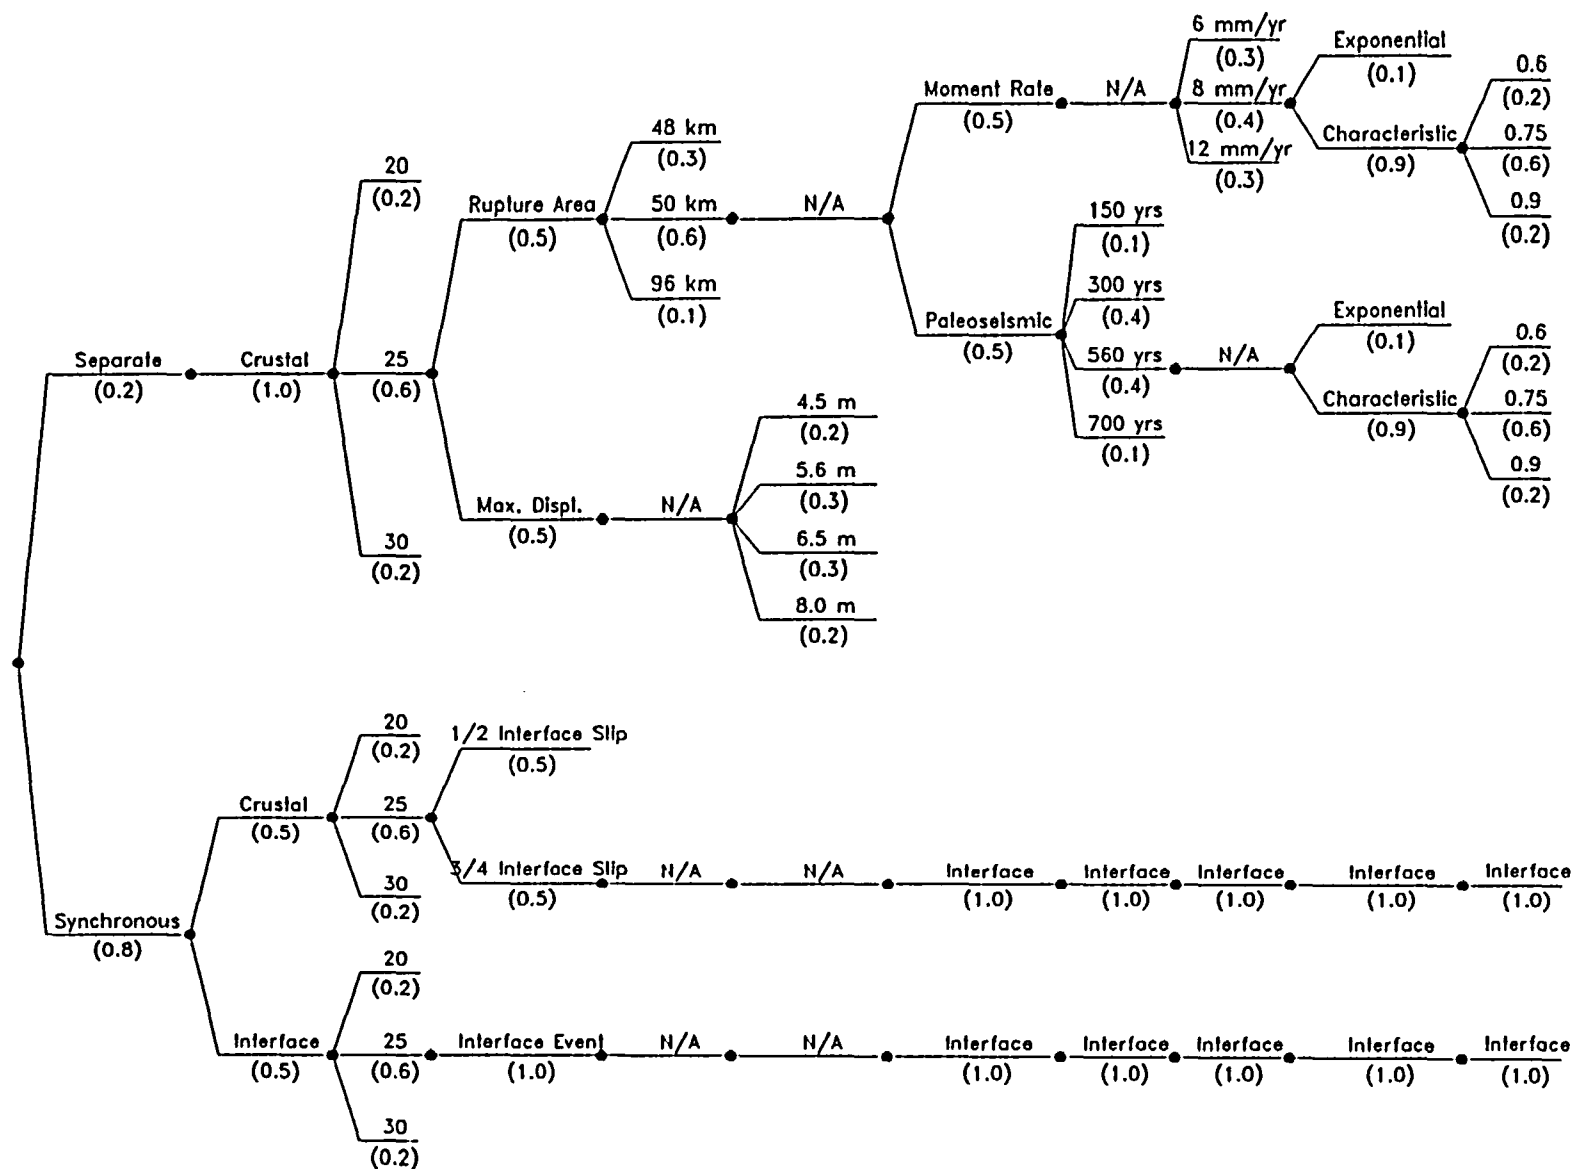 6 mm/yr
(0.3)
8 mm/yr
(0.4)
12 mm/yr
(0.3)
Exponential
(0.1)
Characteristic
(0.9)
0.6
(0.2)
0.75
(0.6)
0.9
(0.2)
Moment Rate
(0.5)
N/A
48 km
(0.3)
50 km
(0.6)
96 km
(0.1)
N/A
20
(0.2)
Rupture Area
(0.5)
150 yrs
(0.1)
300 yrs
(0.4)
560 yrs
(0.4)
700 yrs
(0.1)
Paleoseismic
(0.5)
N/A
Exponential
(0.1)
Characteristic
(0.9)
0.6
(0.2)
0.75
(0.6)
0.9
(0.2)
Separate
(0.2)
Crustal
(1.0)
25
(0.6)
30
(0.2)
Max. Displ.
(0.5)
N/A
4.5 m
(0.2)
5.6 m
(0.3)
6.5 m
(0.3)
8.0 m
(0.2)
Synchronous
(0.8)
Crustal
(0.5)
20
(0.2)
25
(0.6)
30
(0.2)
1/2 Interface Slip
(0.5)
3/4 Interface Slip
(0.5)
N/A
N/A
Interface
(1.0)
Interface
(1.0)
Interface
(1.0)
Interface
(1.0)
Interface
(1.0)
Interface
(0.5)
20
(0.2)
25
(0.6)
30
(0.2)
Interface Event
(1.0)
N/A
N/A
Interface
(1.0)
Interface
(1.0)
Interface
(1.0)
Interface
(1.0)
Interface
(1.0)